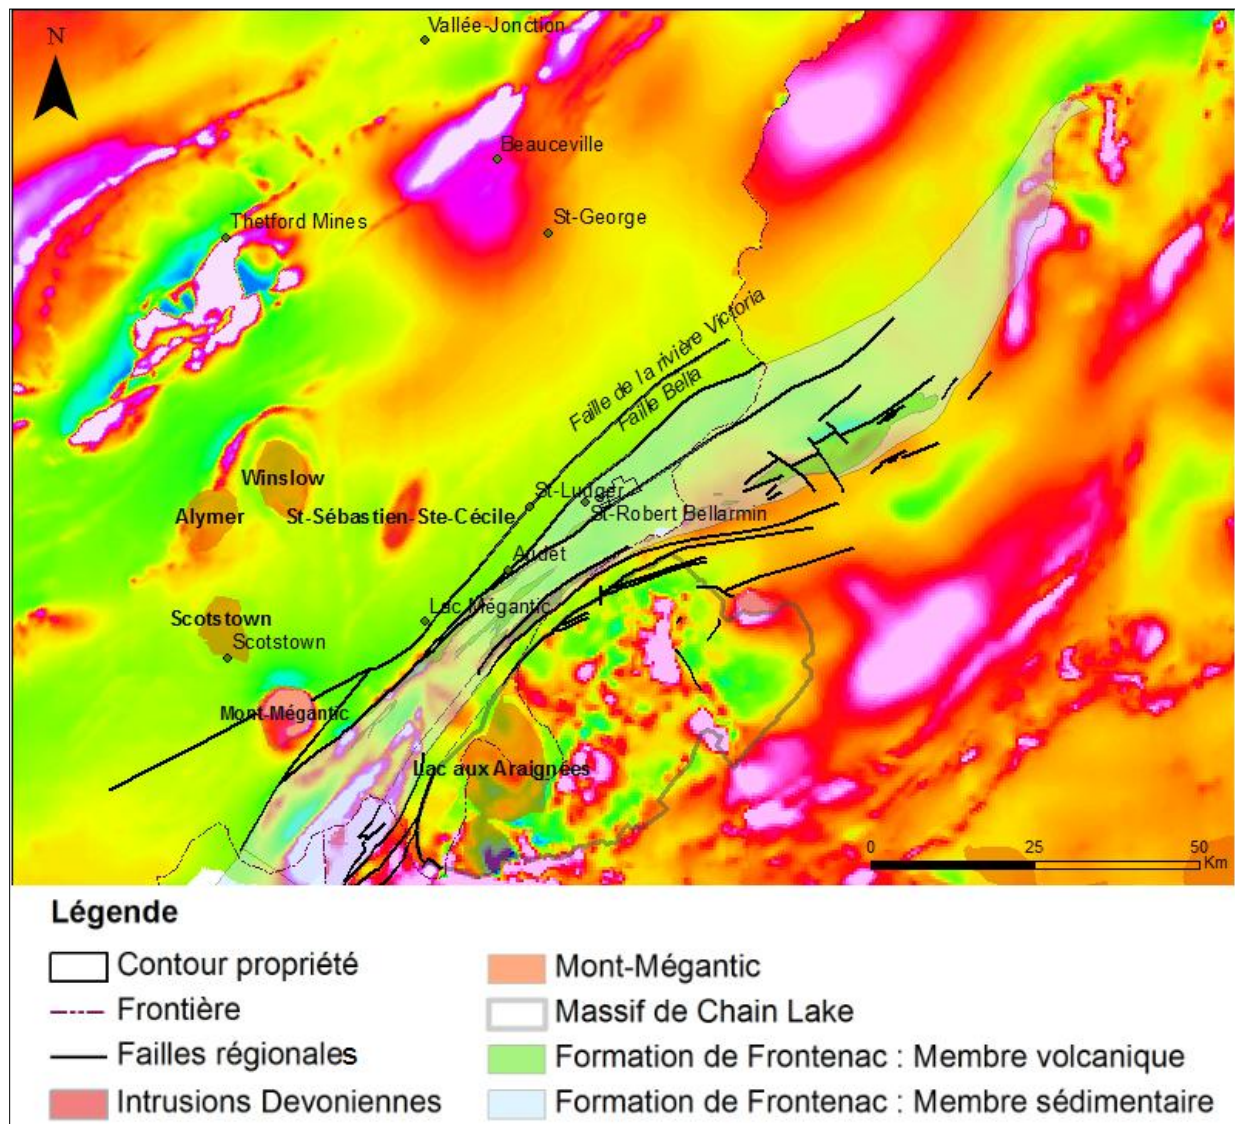 Vallée-Jonction
N
Beauceville
Thetford Mines
St-George
Faille de la rivière Victoria
Faille Bella
Winslow
Alymer
St-Sébastien-Ste-Cécile
St-Ludger
St-Robert Bellarmin
Audet
Lac Mégantic
Scotstown
Scotstown
Mont-Mégantic
Lac aux Araignées
0 25 50
Km
Légende
Contour propriété
Frontière
Failles régionales
Intrusions Devoniennes
Mont-Mégantic
Massif de Chain Lake
Formation de Frontenac : Membre volcanique
Formation de Frontenac : Membre sédimentaire